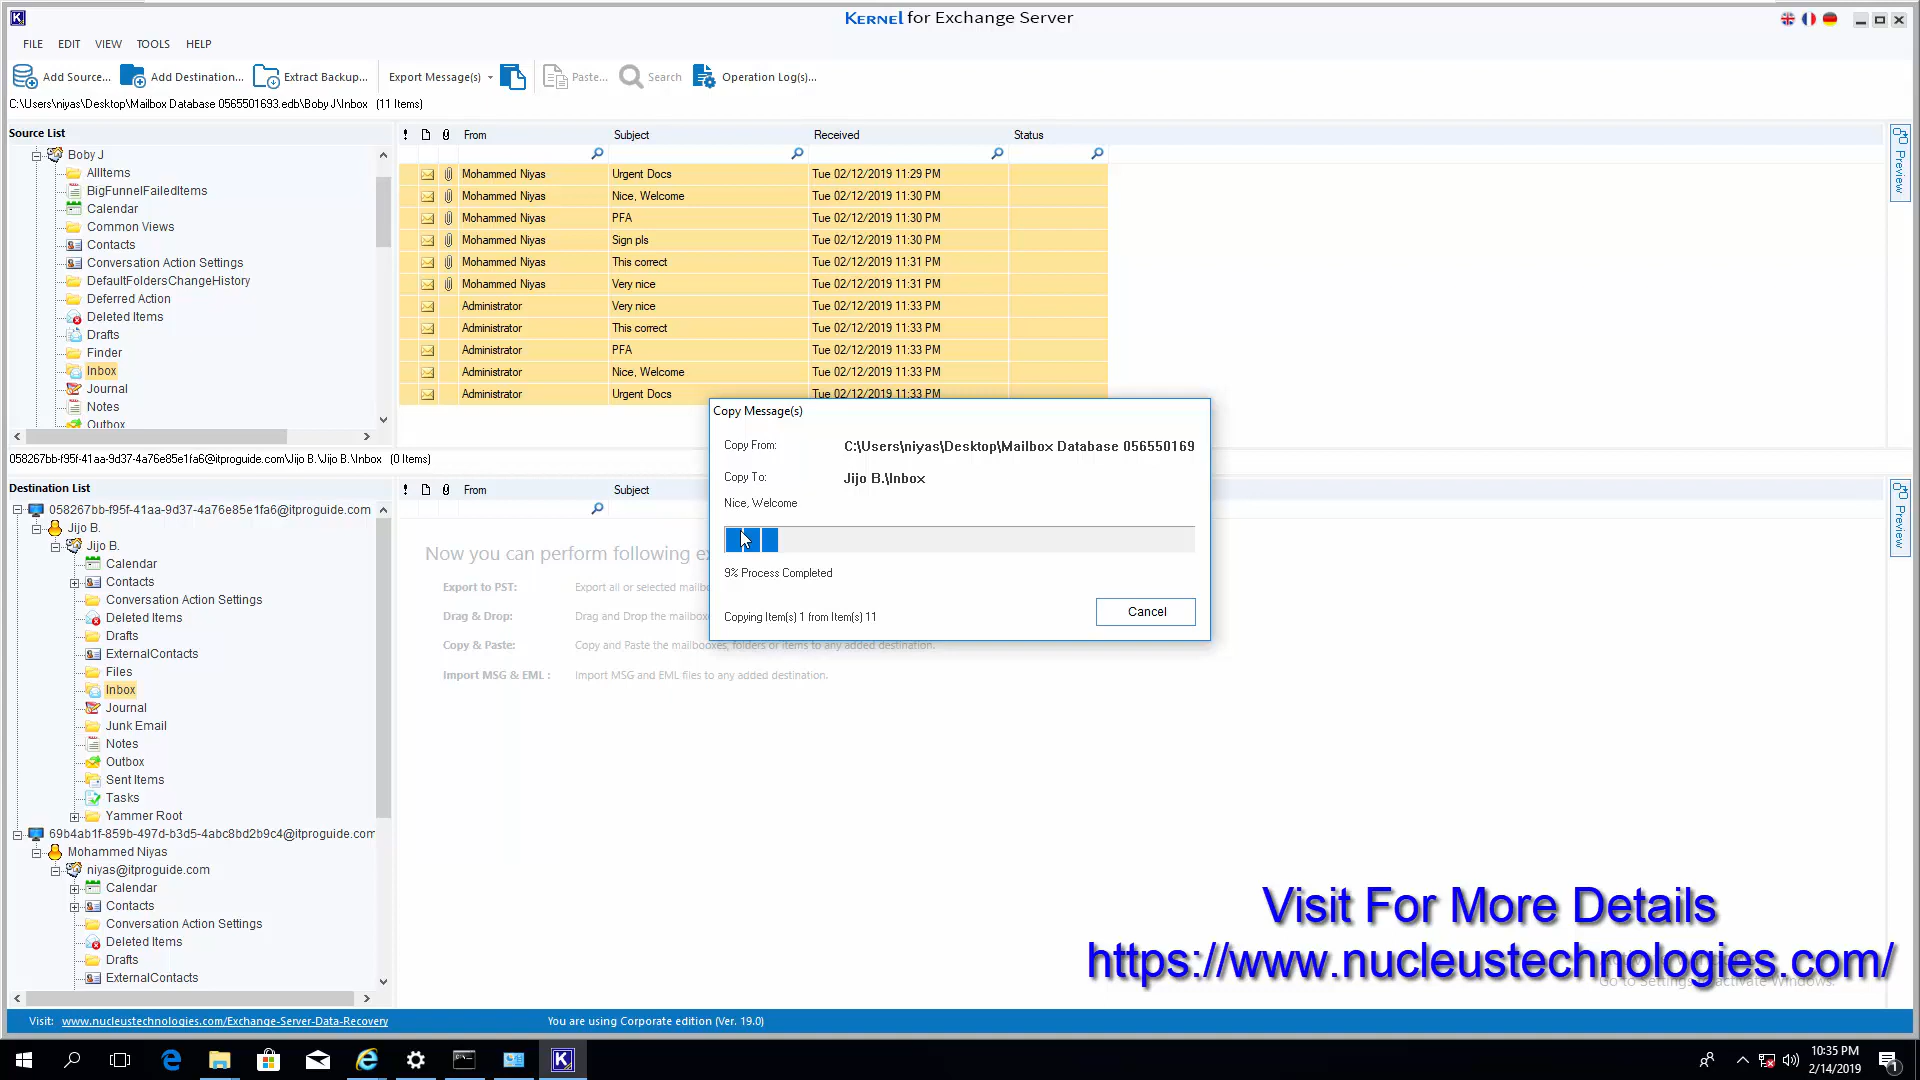 KERNEL for Exchange Server
FILE EDIT VIEW TOOLS HELP
Add Source... Add Destination... Extract Backup... Export Message(s) Paste... Search Operation Log(s)...
C:\Users\niyas\Desktop\Mailbox Database 0565501693.edb\Boby J\Inbox (11 Items)
Source List
Boby J
AllItems
BigFunnelFailedItems
Calendar
Common Views
Contacts
Conversation Action Settings
DefaultFoldersChangeHistory
Deferred Action
Deleted Items
Drafts
Finder
Inbox
Journal
Notes
Outbox
! From Subject Received Status
Mohammed Niyas Urgent Docs Tue 02/12/2019 11:29 PM
Mohammed Niyas Nice, Welcome Tue 02/12/2019 11:30 PM
Mohammed Niyas PFA Tue 02/12/2019 11:30 PM
Mohammed Niyas Sign pls Tue 02/12/2019 11:30 PM
Mohammed Niyas This correct Tue 02/12/2019 11:31 PM
Mohammed Niyas Very nice Tue 02/12/2019 11:31 PM
Administrator Very nice Tue 02/12/2019 11:33 PM
Administrator This correct Tue 02/12/2019 11:33 PM
Administrator PFA Tue 02/12/2019 11:33 PM
Administrator Nice, Welcome Tue 02/12/2019 11:33 PM
Administrator Urgent Docs Tue 02/12/2019 11:33 PM
Preview
058267bb-f95f-41aa-9d37-4a76e85e1fa6@itproguide.com\Jijo B.\Jijo B.\Inbox (0 Items)
Destination List
058267bb-f95f-41aa-9d37-4a76e85e1fa6@itproguide.com
Jijo B.
Jijo B.
Calendar
Contacts
Conversation Action Settings
Deleted Items
Drafts
ExternalContacts
Files
Inbox
Journal
Junk Email
Notes
Outbox
Sent Items
Tasks
Yammer Root
69b4ab1f-859b-497d-b3d5-4abc8bd2b9c4@itproguide.com
Mohammed Niyas
niyas@itproguide.com
Calendar
Contacts
Conversation Action Settings
Deleted Items
Drafts
ExternalContacts
! From Subject
Now you can perform following ex
Export to PST: Export all or selected mailbo
Drag & Drop: Drag and Drop the mailboxe
Copy & Paste: Copy and Paste the mailboxes, folders or items to any added destination.
Import MSG & EML : Import MSG and EML files to any added destination.
Preview
Copy Message(s)
Copy From: C:\Users\niyas\Desktop\Mailbox Database 056550169
Copy To: Jijo B.\Inbox
Nice, Welcome
9% Process Completed
Copying Item(s) 1 from Item(s) 11
Cancel
Visit For More Details
https://www.nucleustechnologies.com/
Go to Settings to activate Windows.
Visit: www.nucleustechnologies.com/Exchange-Server-Data-Recovery You are using Corporate edition (Ver. 19.0)
10:35 PM
2/14/2019
1